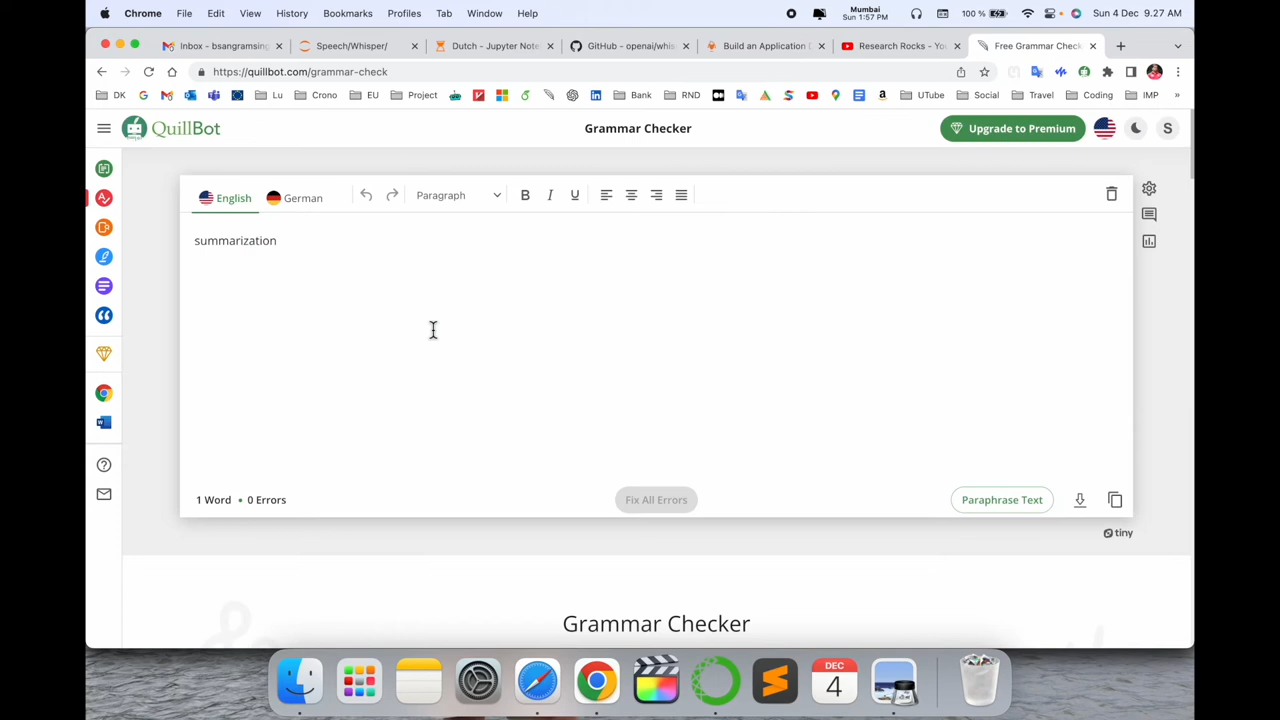 Chrome File Edit View History Bookmarks Profiles Tab Window Help Mumbai Sun 1:57 PM 100 % Sun 4 Dec 9.27 AM
Inbox - bsangramsing Speech/Whisper/ Dutch - Jupyter Note GitHub - openai/whis Build an Application Research Rocks - Yo Free Grammar Check
https://quillbot.com/grammar-check
DK Lu Crono EU Project Bank RND UTube Social Travel Coding IMP »
QuillBot Grammar Checker Upgrade to Premium S
English German Paragraph B I U
summarization
1 Word • 0 Errors Fix All Errors Paraphrase Text
tiny
Grammar Checker
DEC
4